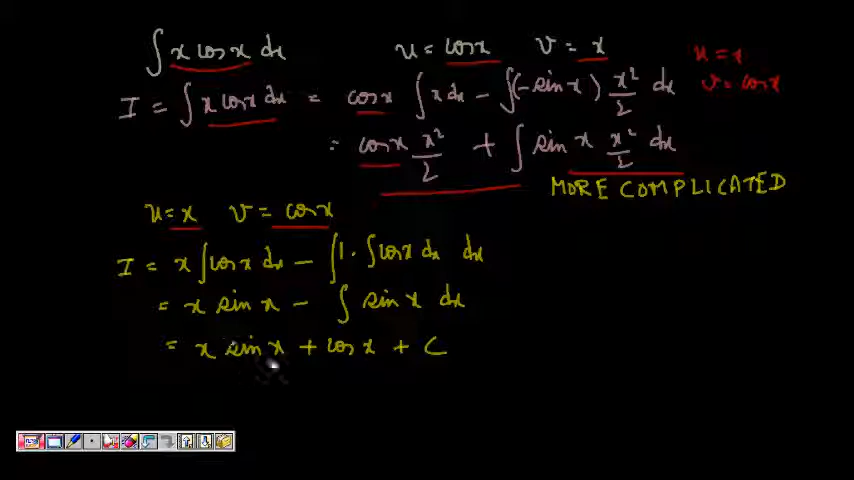 ∫ x cos x dx   u = cos x   v = x   u = x
v = cos x
I = ∫ x cos x dx = cos x ∫ x dx − ∫ (−sin x) x²/2 dx
= cos x x²/2 + ∫ sin x x²/2 dx
MORE COMPLICATED
u = x   v = cos x
I = x ∫ cos x dx − ∫ 1 · ∫ cos x dx dx
= x sin x − ∫ sin x dx
= x sin x + cos x + C